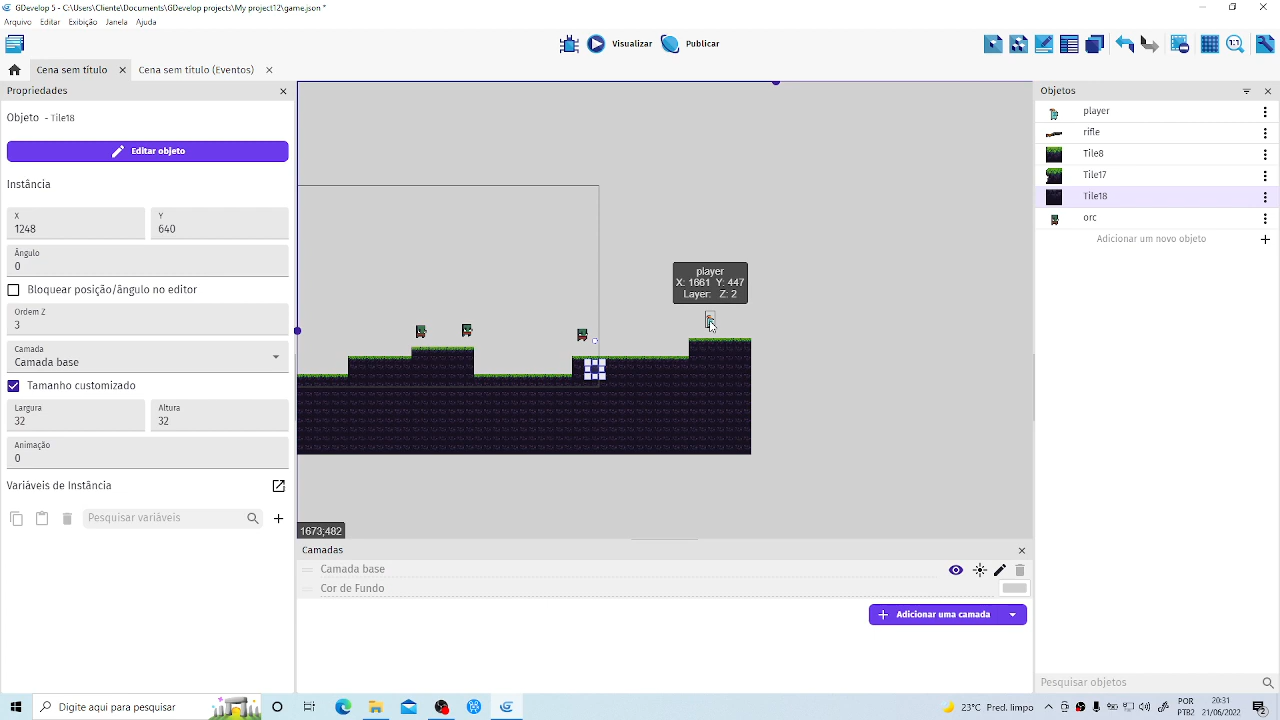 GDevelop 5 - C:\Users\Cliente\Documents\GDevelop projects\My project12\game.json *
Arquivo Editar Exibição Janela Ajuda
Visualizar Publicar
Cena sem título Cena sem título (Eventos)
Propriedades
Objeto - Tile18
Editar objeto
Instância
X
1248
Y
640
Ângulo
0
Bloquear posição/ângulo no editor
Ordem Z
3
Camada
Camada base
Tamanho customizado
Largura
32
Altura
32
Animação
0
Variáveis de Instância
Pesquisar variáveis
player
X: 1661 Y: 447
Layer: Z: 2
1673;482
Camadas
Camada base
Cor de Fundo
Adicionar uma camada
Objetos
player
rifle
Tile8
Tile17
Tile18
orc
Adicionar um novo objeto
Pesquisar objetos
Digite aqui para pesquisar
23°C Pred. limpo
POR
PTB2
20:31
21/06/2022
2